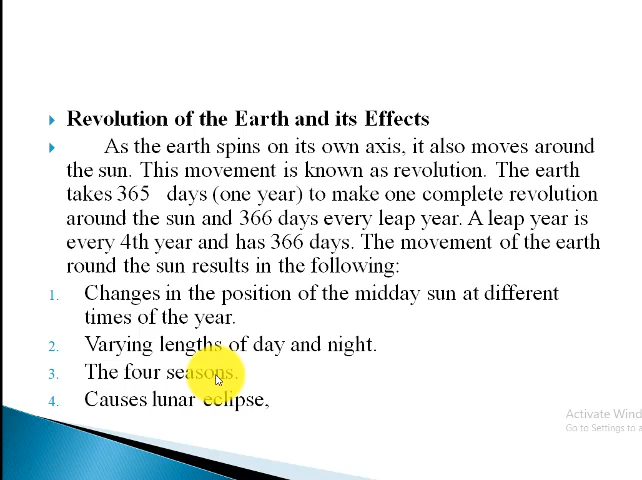 Revolution of the Earth and its Effects
As the earth spins on its own axis, it also moves around
the sun. This movement is known as revolution. The earth
takes 365 days (one year) to make one complete revolution
around the sun and 366 days every leap year. A leap year is
every 4th year and has 366 days. The movement of the earth
round the sun results in the following:
1. Changes in the position of the midday sun at different
times of the year.
2. Varying lengths of day and night.
3. The four seasons.
4. Causes lunar eclipse,
Activate Wind
Go to Settings to a